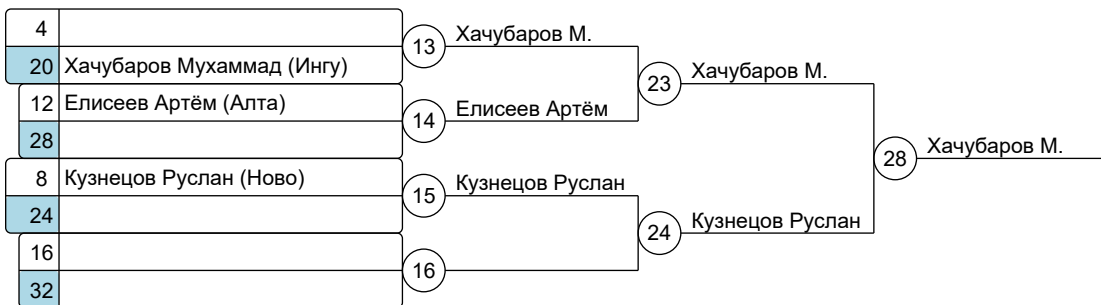 4
13
Хачубаров М.
20 Хачубаров Мухаммад (Ингу)
23
Хачубаров М.
12 Елисеев Артём (Алта)
14
Елисеев Артём
28
28
Хачубаров М.
8 Кузнецов Руслан (Ново)
15
Кузнецов Руслан
24
24
Кузнецов Руслан
16
16
32